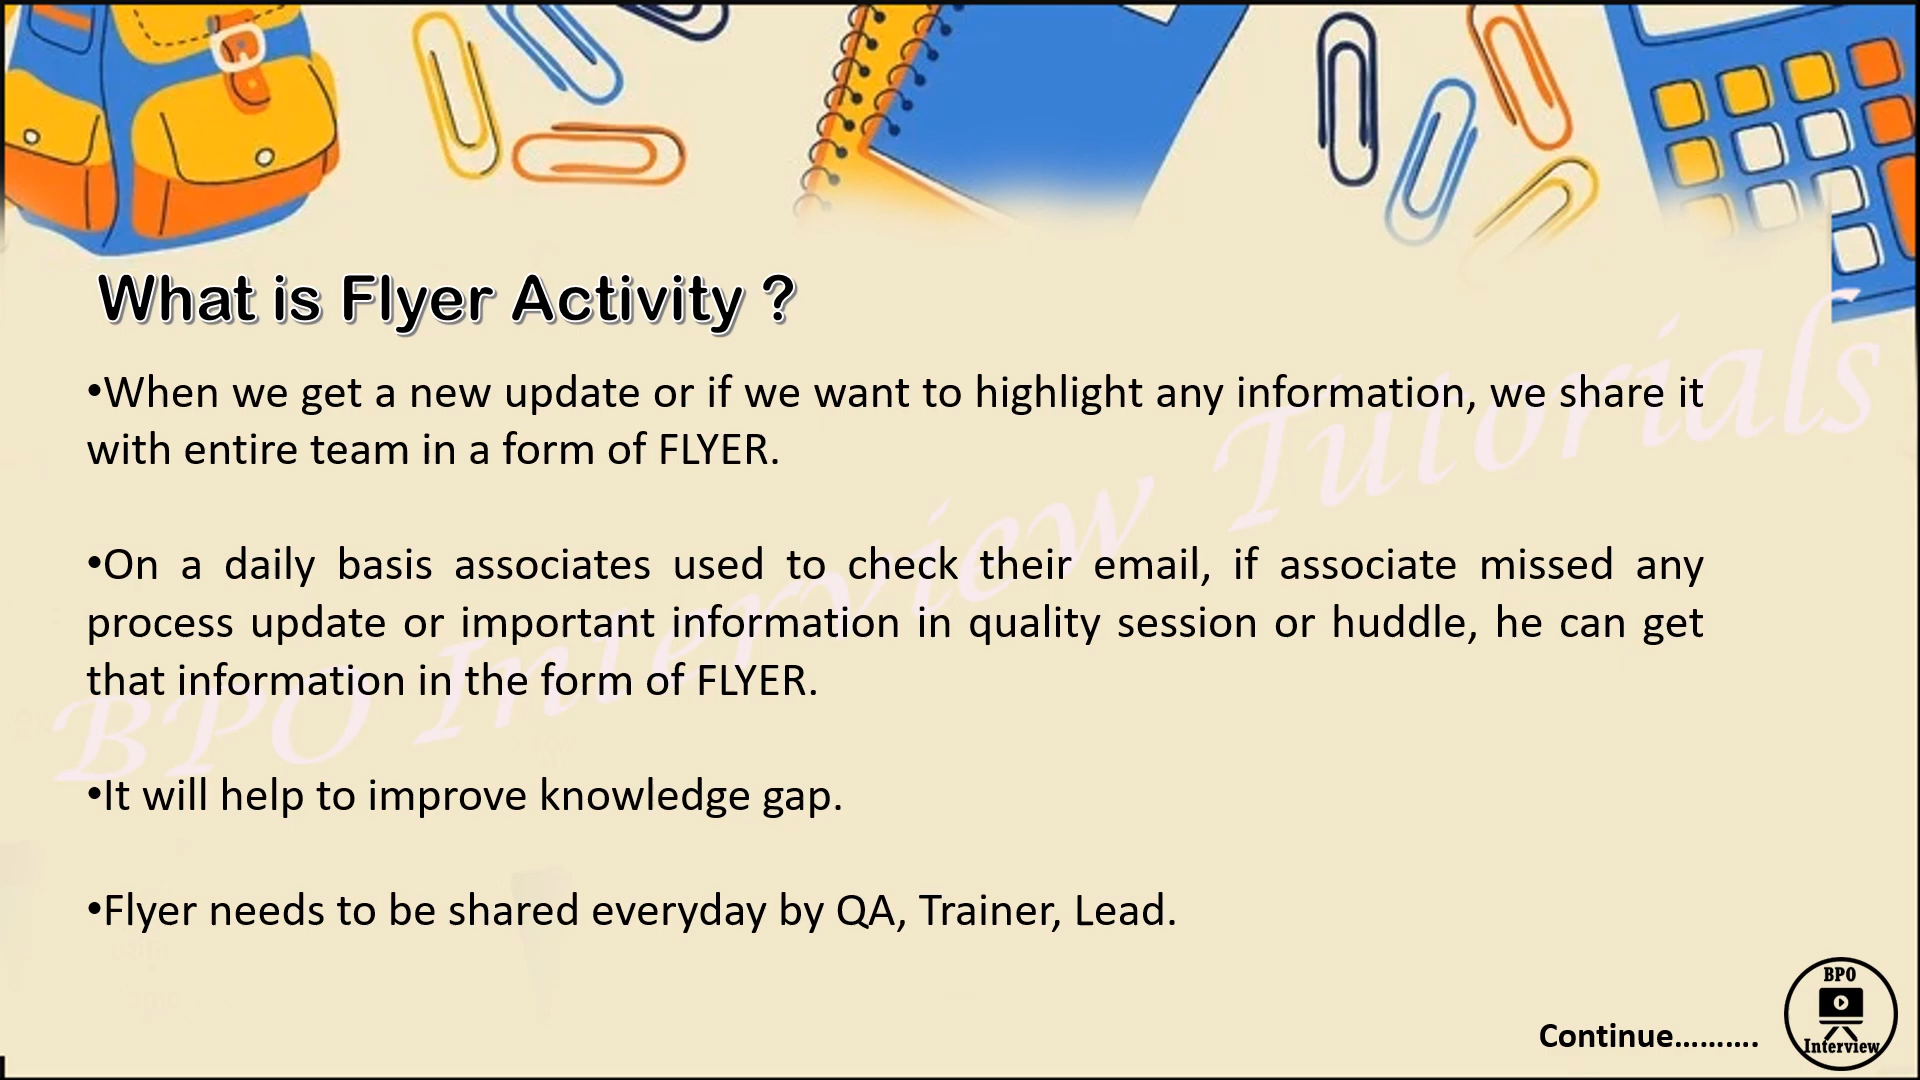 What is Flyer Activity ?
•When we get a new update or if we want to highlight any information, we share it
with entire team in a form of FLYER.
•On a daily basis associates used to check their email, if associate missed any
process update or important information in quality session or huddle, he can get
that information in the form of FLYER.
•It will help to improve knowledge gap.
•Flyer needs to be shared everyday by QA, Trainer, Lead.
BPO Interview Tutorials
Continue……….
BPO
Interview